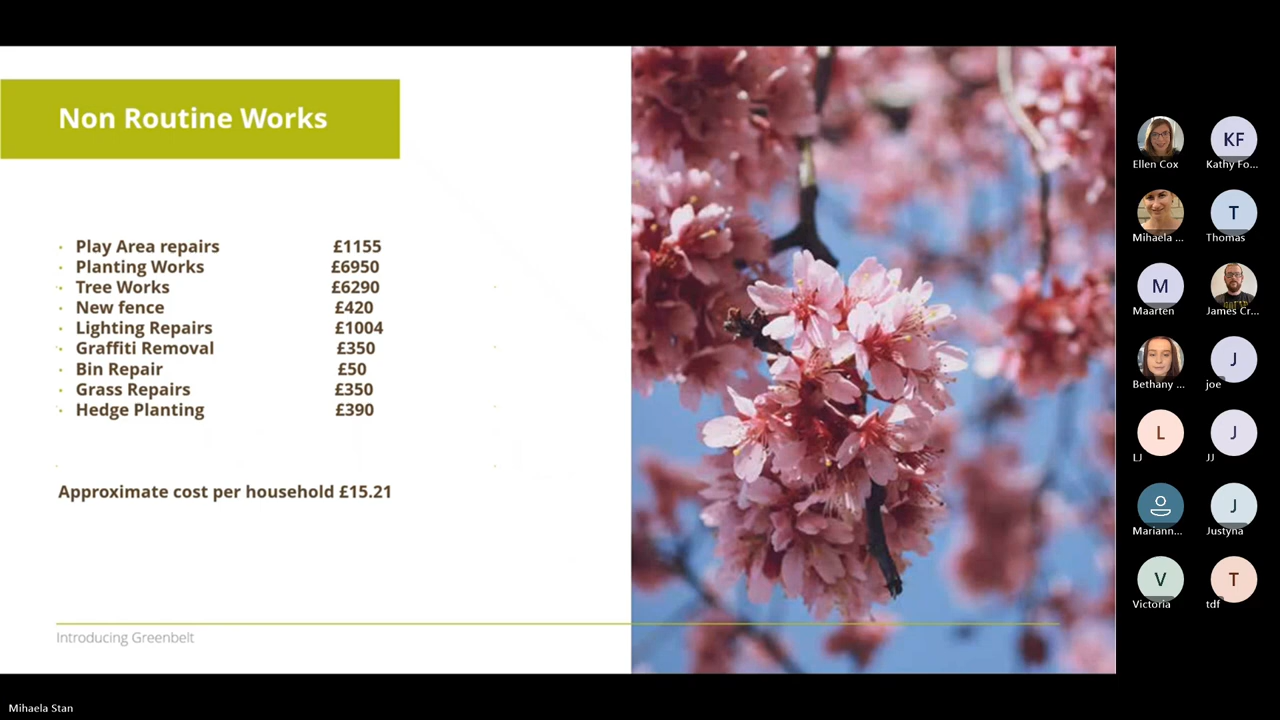 Non Routine Works
· Play Area repairs £1155
· Planting Works £6950
· Tree Works £6290
· New fence £420
· Lighting Repairs £1004
· Graffiti Removal £350
· Bin Repair £50
· Grass Repairs £350
· Hedge Planting £390
Approximate cost per household £15.21
Introducing Greenbelt
Ellen Cox
KF
Kathy Fo...
Mihaela ...
T
Thomas
M
Maarten
James Cr...
Bethany ...
J
joe
L
LJ
J
JJ
Mariann...
J
Justyna
V
Victoria
T
tdf
Mihaela Stan